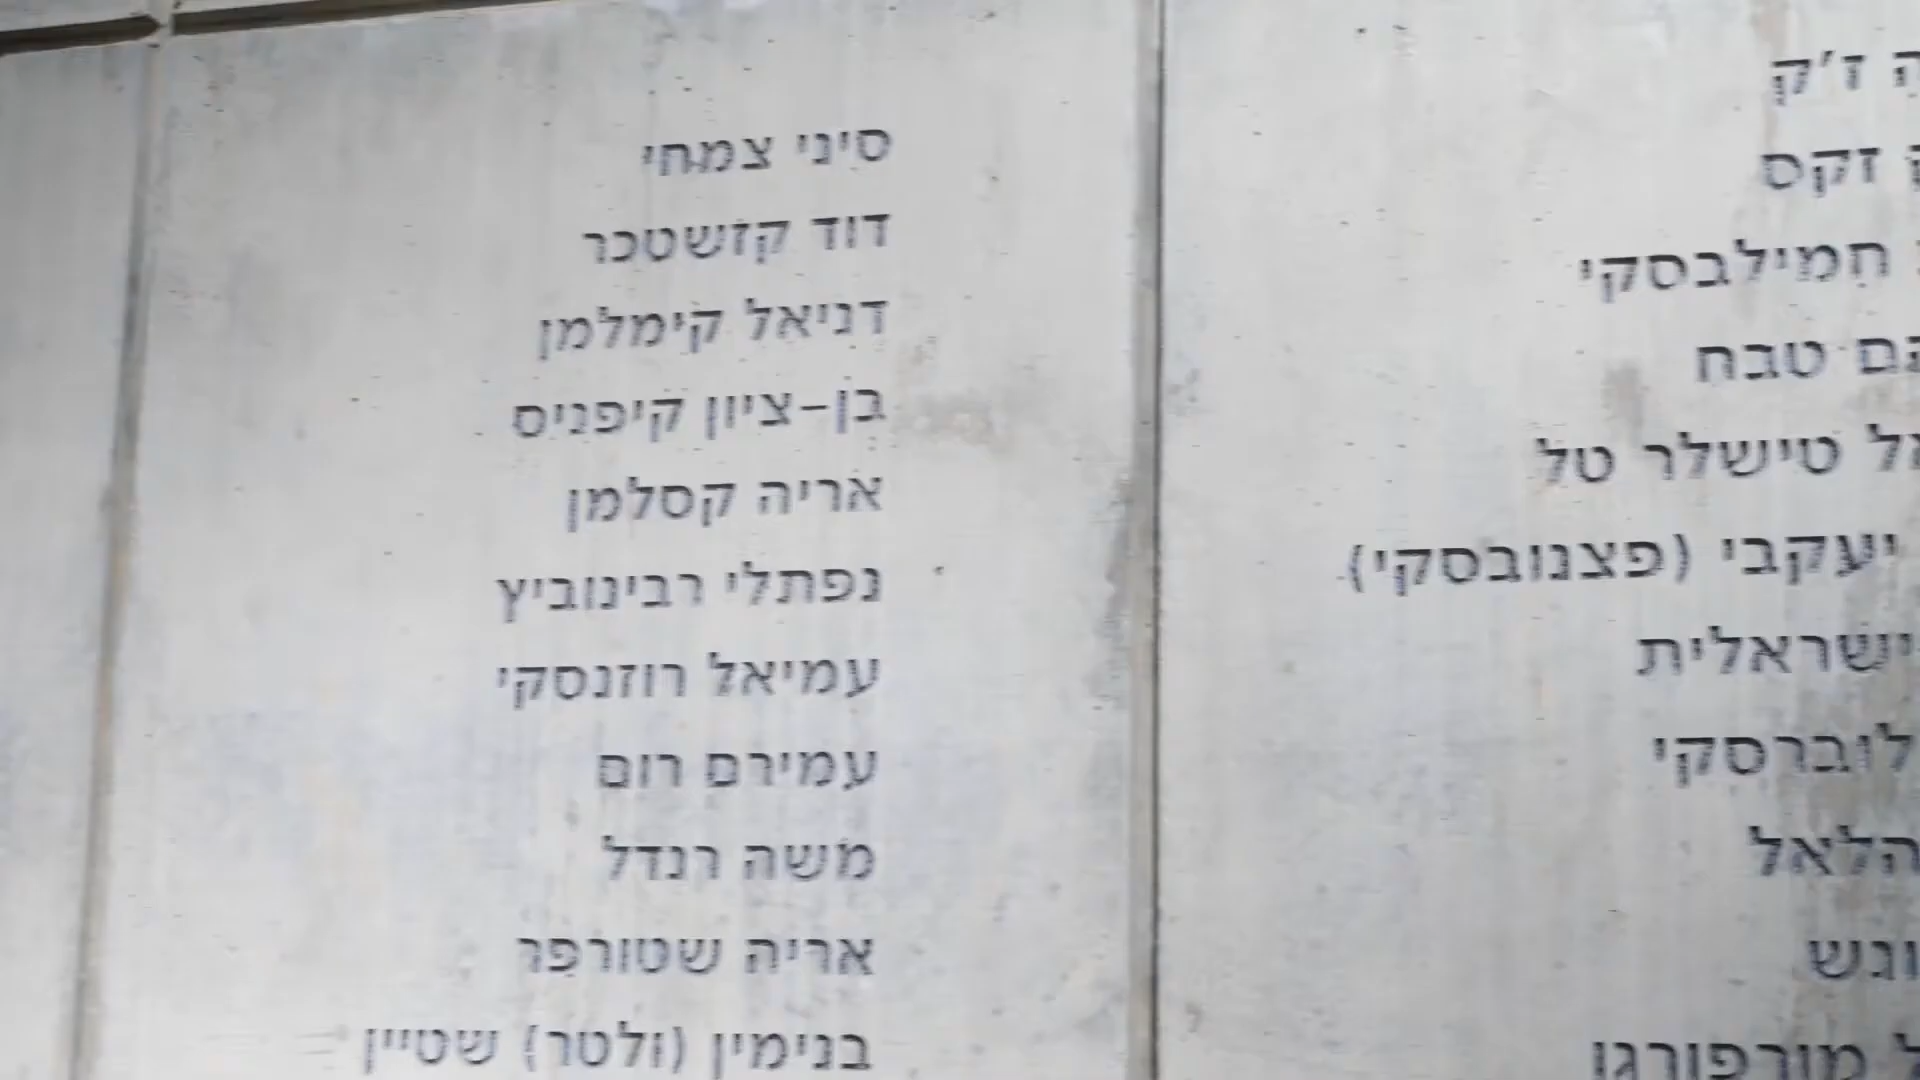 ז'ק
זקס
חמילבסקי
טבח
טישלר טל
יעקבי (פצנובסקי)
ישראלית
לוברסקי
מורפורגו
סיני צמחי
דוד קזשטכר
דניאל קימלמן
בן-ציון קיפניס
אריה קסלמן
נפתלי רבינוביץ
עמיאל רוזנסקי
עמירם רום
משה רנדל
אריה שטורפר
בנימין (ולטר) שטיין